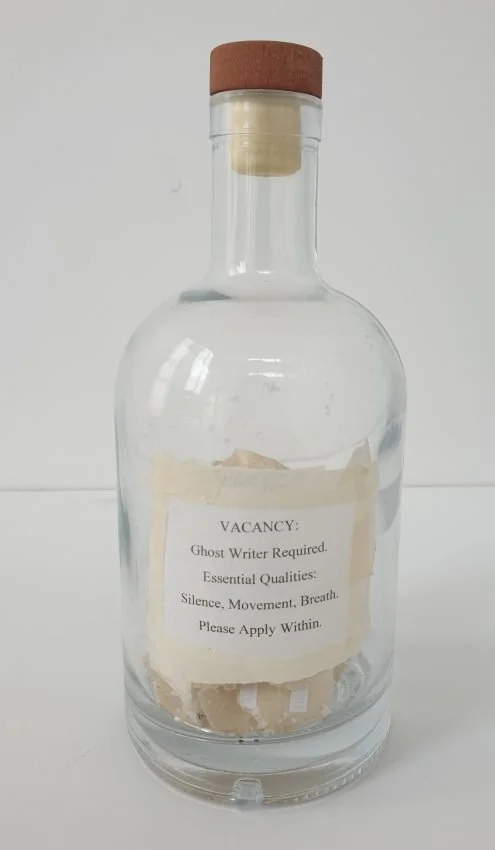 VACANCY:
Ghost Writer Required.
Essential Qualities:
Silence, Movement, Breath.
Please Apply Within.